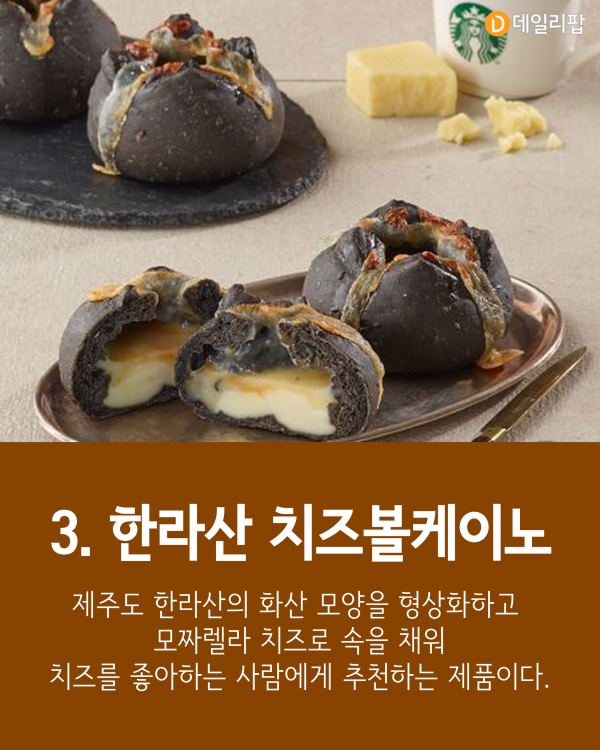 데일리팝
3. 한라산 치즈볼케이노
제주도 한라산의 화산 모양을 형상화하고
모짜렐라 치즈로 속을 채워
치즈를 좋아하는 사람에게 추천하는 제품이다.